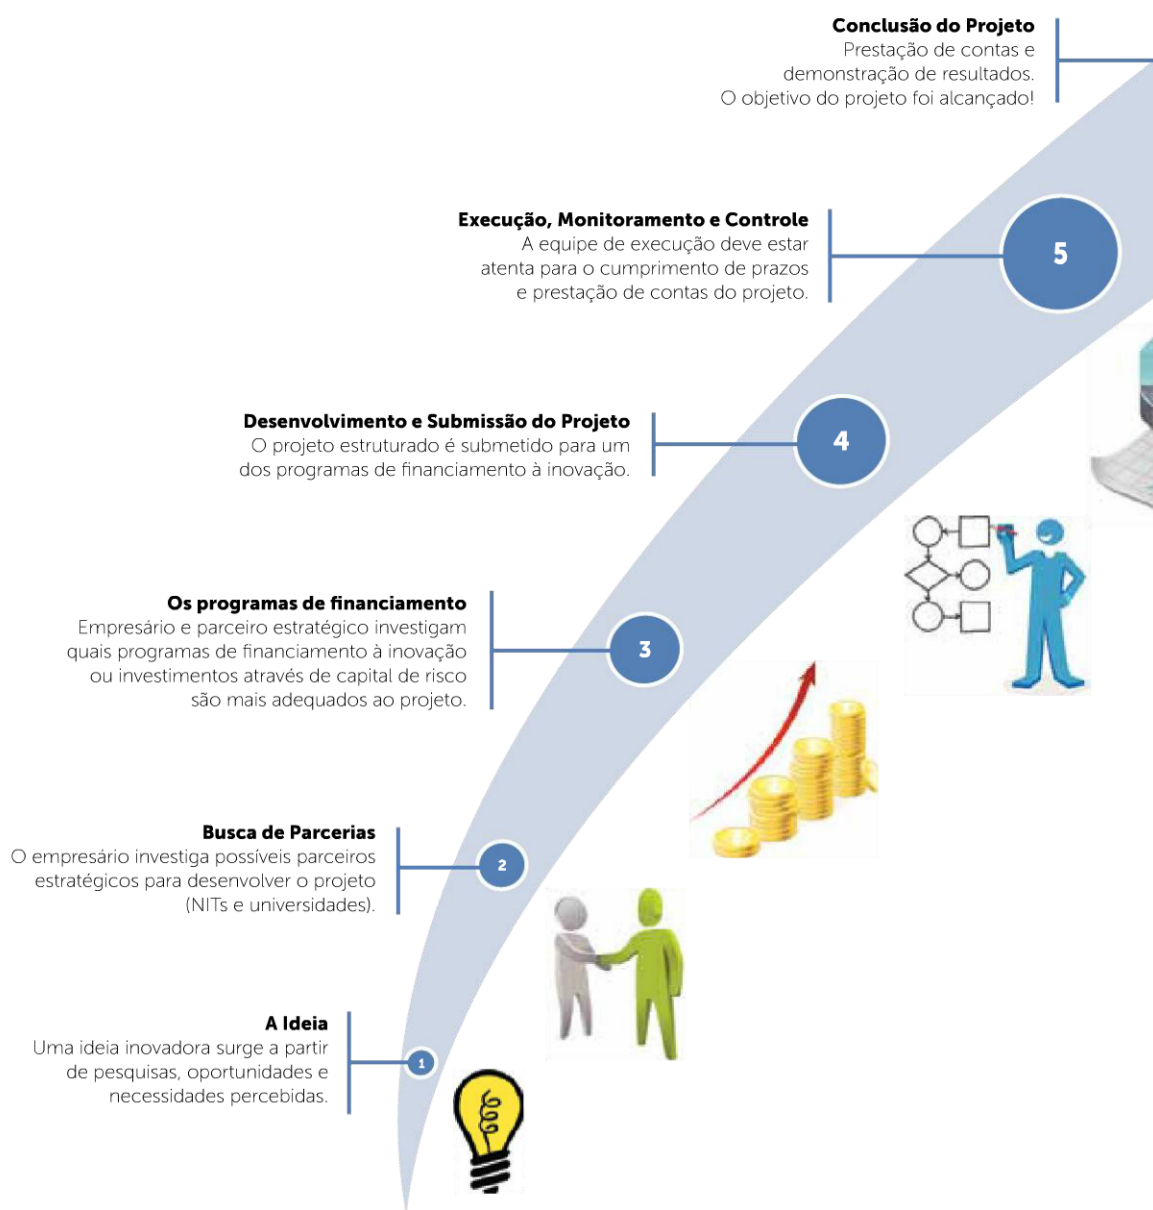 Conclusão do Projeto
Prestação de contas e
demonstração de resultados.
O objetivo do projeto foi alcançado!
Execução, Monitoramento e Controle
A equipe de execução deve estar
atenta para o cumprimento de prazos
e prestação de contas do projeto.
5
Desenvolvimento e Submissão do Projeto
O projeto estruturado é submetido para um
dos programas de financiamento à inovação.
4
Os programas de financiamento
Empresário e parceiro estratégico investigam
quais programas de financiamento à inovação
ou investimentos através de capital de risco
são mais adequados ao projeto.
3
Busca de Parcerias
O empresário investiga possíveis parceiros
estratégicos para desenvolver o projeto
(NITs e universidades).
2
A Ideia
Uma ideia inovadora surge a partir
de pesquisas, oportunidades e
necessidades percebidas.
1